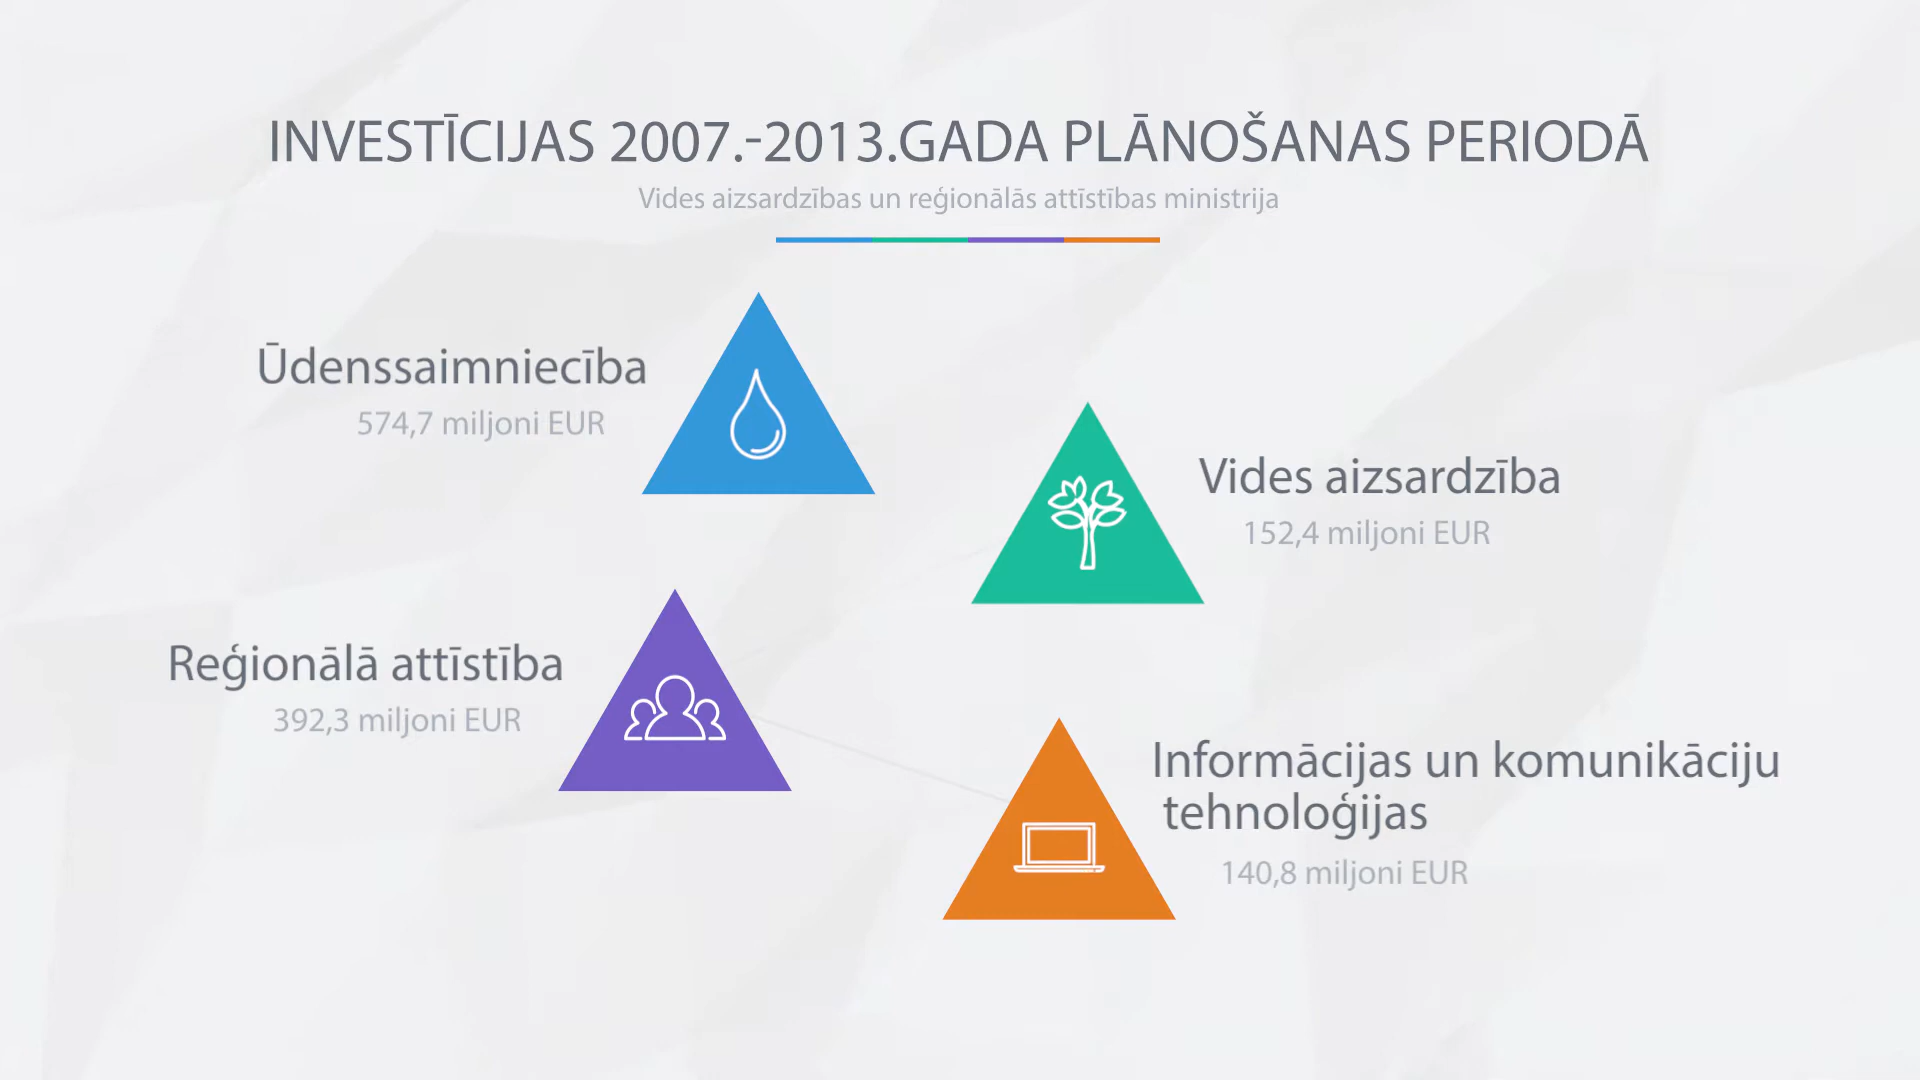 INVESTĪCIJAS 2007.-2013.GADA PLĀNOŠANAS PERIODĀ
Vides aizsardzības un reģionālās attīstības ministrija
Ūdenssaimniecība
574,7 miljoni EUR
Vides aizsardzība
152,4 miljoni EUR
Reģionālā attīstība
392,3 miljoni EUR
Informācijas un komunikāciju
tehnoloģijas
140,8 miljoni EUR